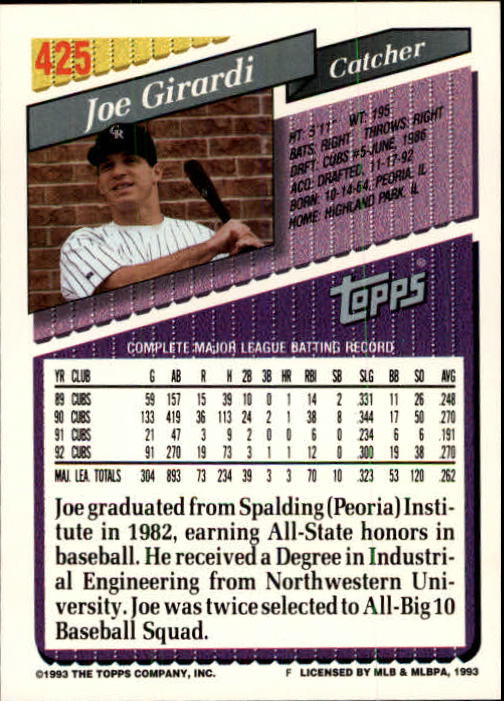 425
Joe Girardi
Catcher
CR
HT: 5'11" WT: 195
BATS: RIGHT THROWS: RIGHT
DRFT: CUBS #5-JUNE, 1986
ACQ: DRAFTED, 11-17-92
BORN: 10-14-64, PEORIA, IL
HOME: HIGHLAND PARK, IL
TOPPS®
COMPLETE MAJOR LEAGUE BATTING RECORD
YR CLUB G AB R H 2B 3B HR RBI SB SLG BB SO AVG
89 CUBS 59 157 15 39 10 0 1 14 2 .331 11 26 .248
90 CUBS 133 419 36 113 24 2 1 38 8 .344 17 50 .270
91 CUBS 21 47 3 9 2 0 0 6 0 .234 6 6 .191
92 CUBS 91 270 19 73 3 1 1 12 0 .300 19 38 .270
MAJ. LEA. TOTALS 304 893 73 234 39 3 3 70 10 .323 53 120 .262
Joe graduated from Spalding (Peoria) Insti-
tute in 1982, earning All-State honors in
baseball. He received a Degree in Industri-
al Engineering from Northwestern Uni-
versity. Joe was twice selected to All-Big 10
Baseball Squad.
©1993 THE TOPPS COMPANY, INC. F LICENSED BY MLB & MLBPA, 1993